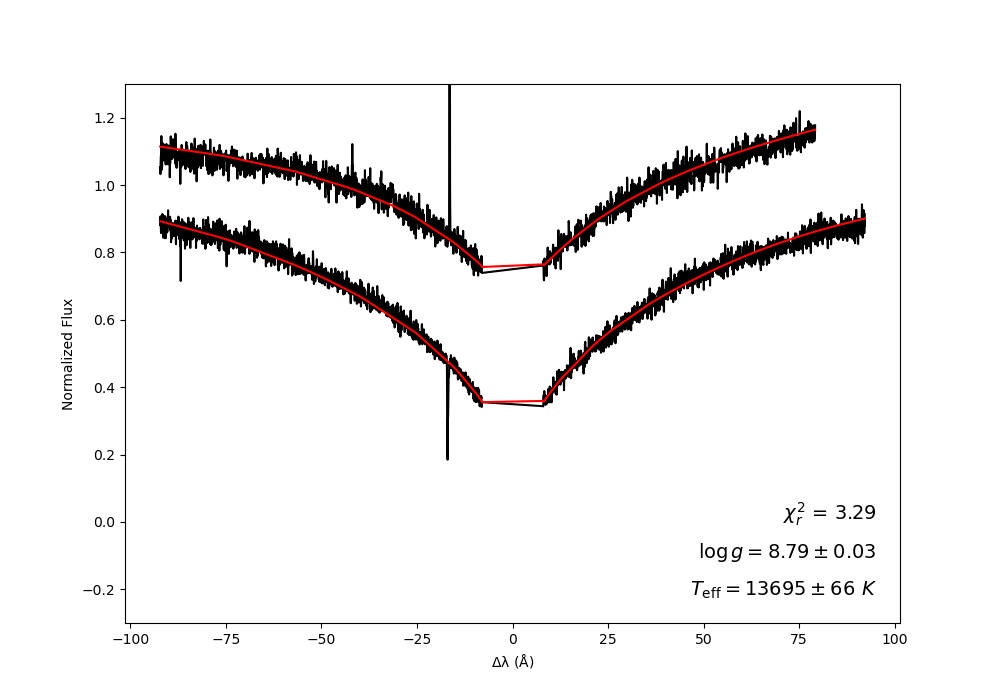 1.2
1.0
0.8
0.6
0.4
0.2
0.0
−0.2
Normalized Flux
χ²ᵣ = 3.29
log g = 8.79 ± 0.03
T_eff = 13695 ± 66 K
−100 −75 −50 −25 0 25 50 75 100
Δλ (Å)